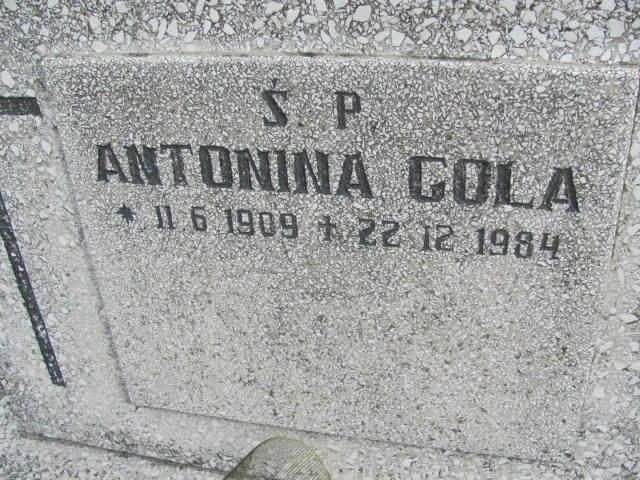 Ś. P.
ANTONINA GOLA
* 11 6 1909 + 22 12 1984